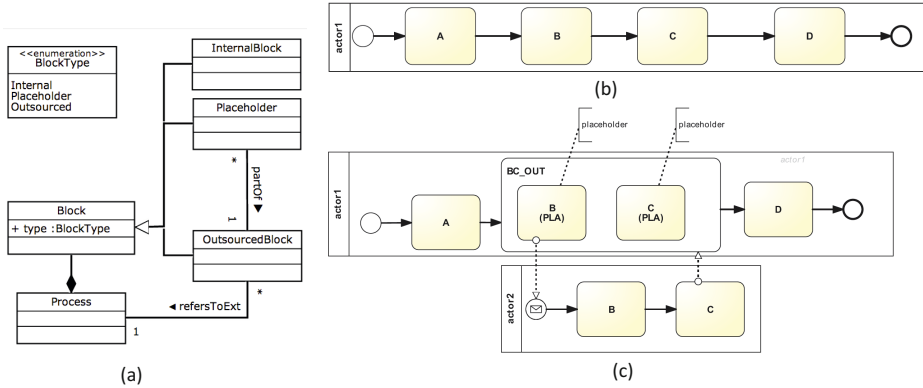 <<enumeration>>
BlockType
Internal
Placeholder
Outsourced
InternalBlock
Placeholder
*
partOf ▼
1
Block
+ type :BlockType
OutsourcedBlock
*
◄ refersToExt
Process
1
(a)
actor1
A
B
C
D
(b)
placeholder
placeholder
actor1
actor1
BC_OUT
A
B
(PLA)
C
(PLA)
D
actor2
B
C
(c)